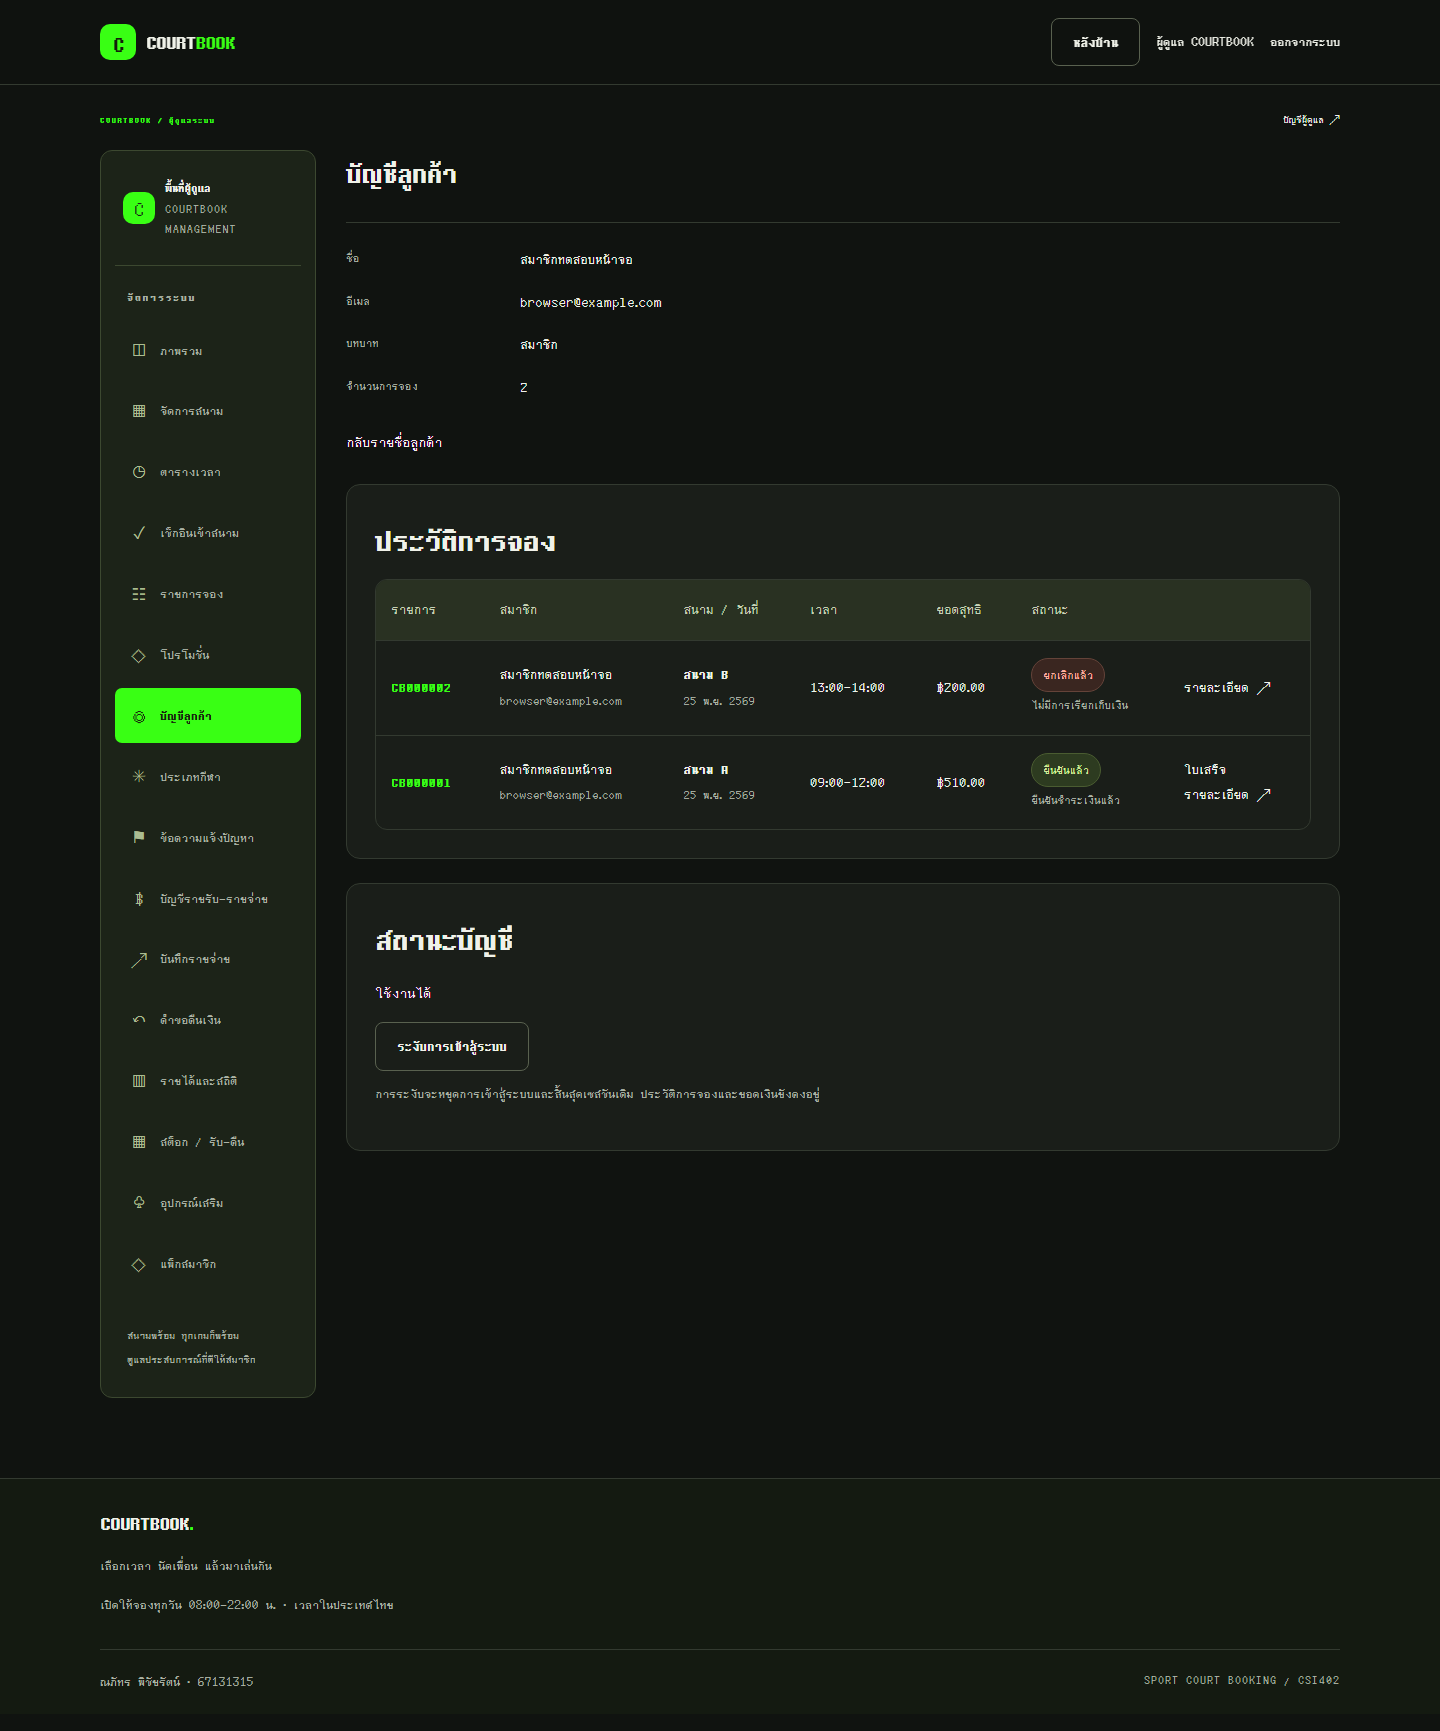 C COURTBOOK
หลังบ้าน ผู้ดูแล COURTBOOK ออกจากระบบ
COURTBOOK / ผู้ดูแลระบบ
บัญชีผู้ดูแล ↗
C
พื้นที่ผู้ดูแล
COURTBOOK
MANAGEMENT
จัดการระบบ
ภาพรวม
จัดการสนาม
ตารางเวลา
เช็กอินเข้าสนาม
รายการจอง
โปรโมชั่น
บัญชีลูกค้า
ประเภทกีฬา
ข้อความแจ้งปัญหา
฿ บัญชีรายรับ-รายจ่าย
บันทึกรายจ่าย
คำขอคืนเงิน
รายได้และสถิติ
สต็อก / รับ-คืน
อุปกรณ์เสริม
แพ็กสมาชิก
สนามพร้อม ทุกเกมก็พร้อม
ดูแลประสบการณ์ที่ดีให้สมาชิก
บัญชีลูกค้า
ชื่อ สมาชิกทดสอบหน้าจอ
อีเมล browser@example.com
บทบาท สมาชิก
จำนวนการจอง 2
กลับรายชื่อลูกค้า
ประวัติการจอง
รายการ สมาชิก สนาม / วันที่ เวลา ยอดสุทธิ สถานะ
CB000002 สมาชิกทดสอบหน้าจอ สนาม B 13:00-14:00 ฿200.00 ยกเลิกแล้ว รายละเอียด ↗
browser@example.com 25 พ.ย. 2569 ไม่มีการเรียกเก็บเงิน
CB000001 สมาชิกทดสอบหน้าจอ สนาม A 09:00-12:00 ฿510.00 ยืนยันแล้ว ใบเสร็จ
browser@example.com 25 พ.ย. 2569 ยืนยันชำระเงินแล้ว รายละเอียด ↗
สถานะบัญชี
ใช้งานได้
ระงับการเข้าสู่ระบบ
การระงับจะหยุดการเข้าสู่ระบบและสิ้นสุดเซสชันเดิม ประวัติการจองและยอดเงินยังคงอยู่
COURTBOOK.
เลือกเวลา นัดเพื่อน แล้วมาเล่นกัน
เปิดให้จองทุกวัน 08:00-22:00 น. · เวลาในประเทศไทย
ณภัทร พิชัยรัตน์ · 67131315
SPORT COURT BOOKING / CSI402